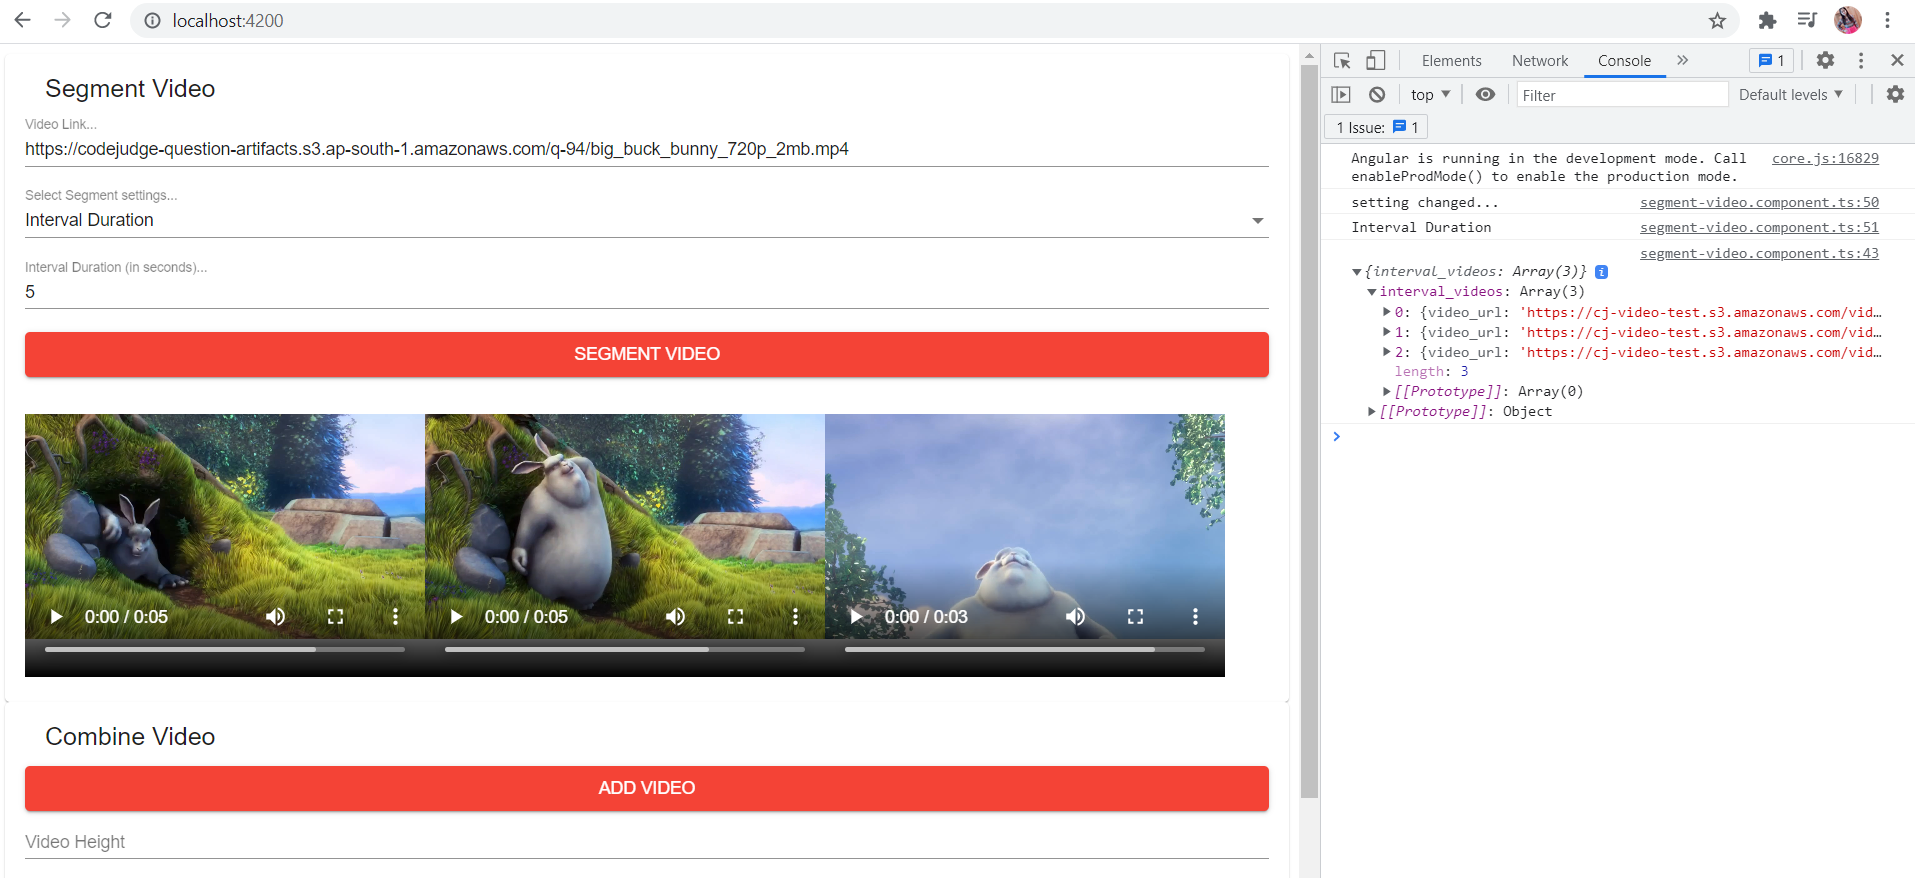 localhost:4200
Segment Video
Video Link...
https://codejudge-question-artifacts.s3.ap-south-1.amazonaws.com/q-94/big_buck_bunny_720p_2mb.mp4
Select Segment settings...
Interval Duration
Interval Duration (in seconds)...
5
SEGMENT VIDEO
0:00 / 0:05
0:00 / 0:05
0:00 / 0:03
Combine Video
ADD VIDEO
Video Height
Elements Network Console » 1
top Filter Default levels
1 Issue: 1
Angular is running in the development mode. Call core.js:16829
enableProdMode() to enable the production mode.
setting changed... segment-video.component.ts:50
Interval Duration segment-video.component.ts:51
segment-video.component.ts:43
{interval_videos: Array(3)} i
interval_videos: Array(3)
0: {video_url: 'https://cj-video-test.s3.amazonaws.com/vid…
1: {video_url: 'https://cj-video-test.s3.amazonaws.com/vid…
2: {video_url: 'https://cj-video-test.s3.amazonaws.com/vid…
length: 3
[[Prototype]]: Array(0)
[[Prototype]]: Object